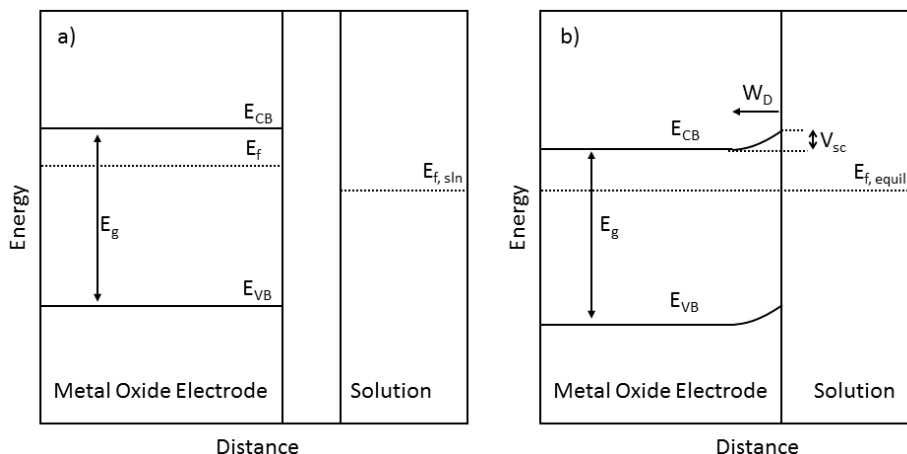 a)
E_CB
E_f
E_f, sln
E_g
E_VB
Energy
Metal Oxide Electrode
Solution
Distance
b)
W_D
E_CB
V_sc
E_f, equil
E_g
E_VB
Energy
Metal Oxide Electrode
Solution
Distance